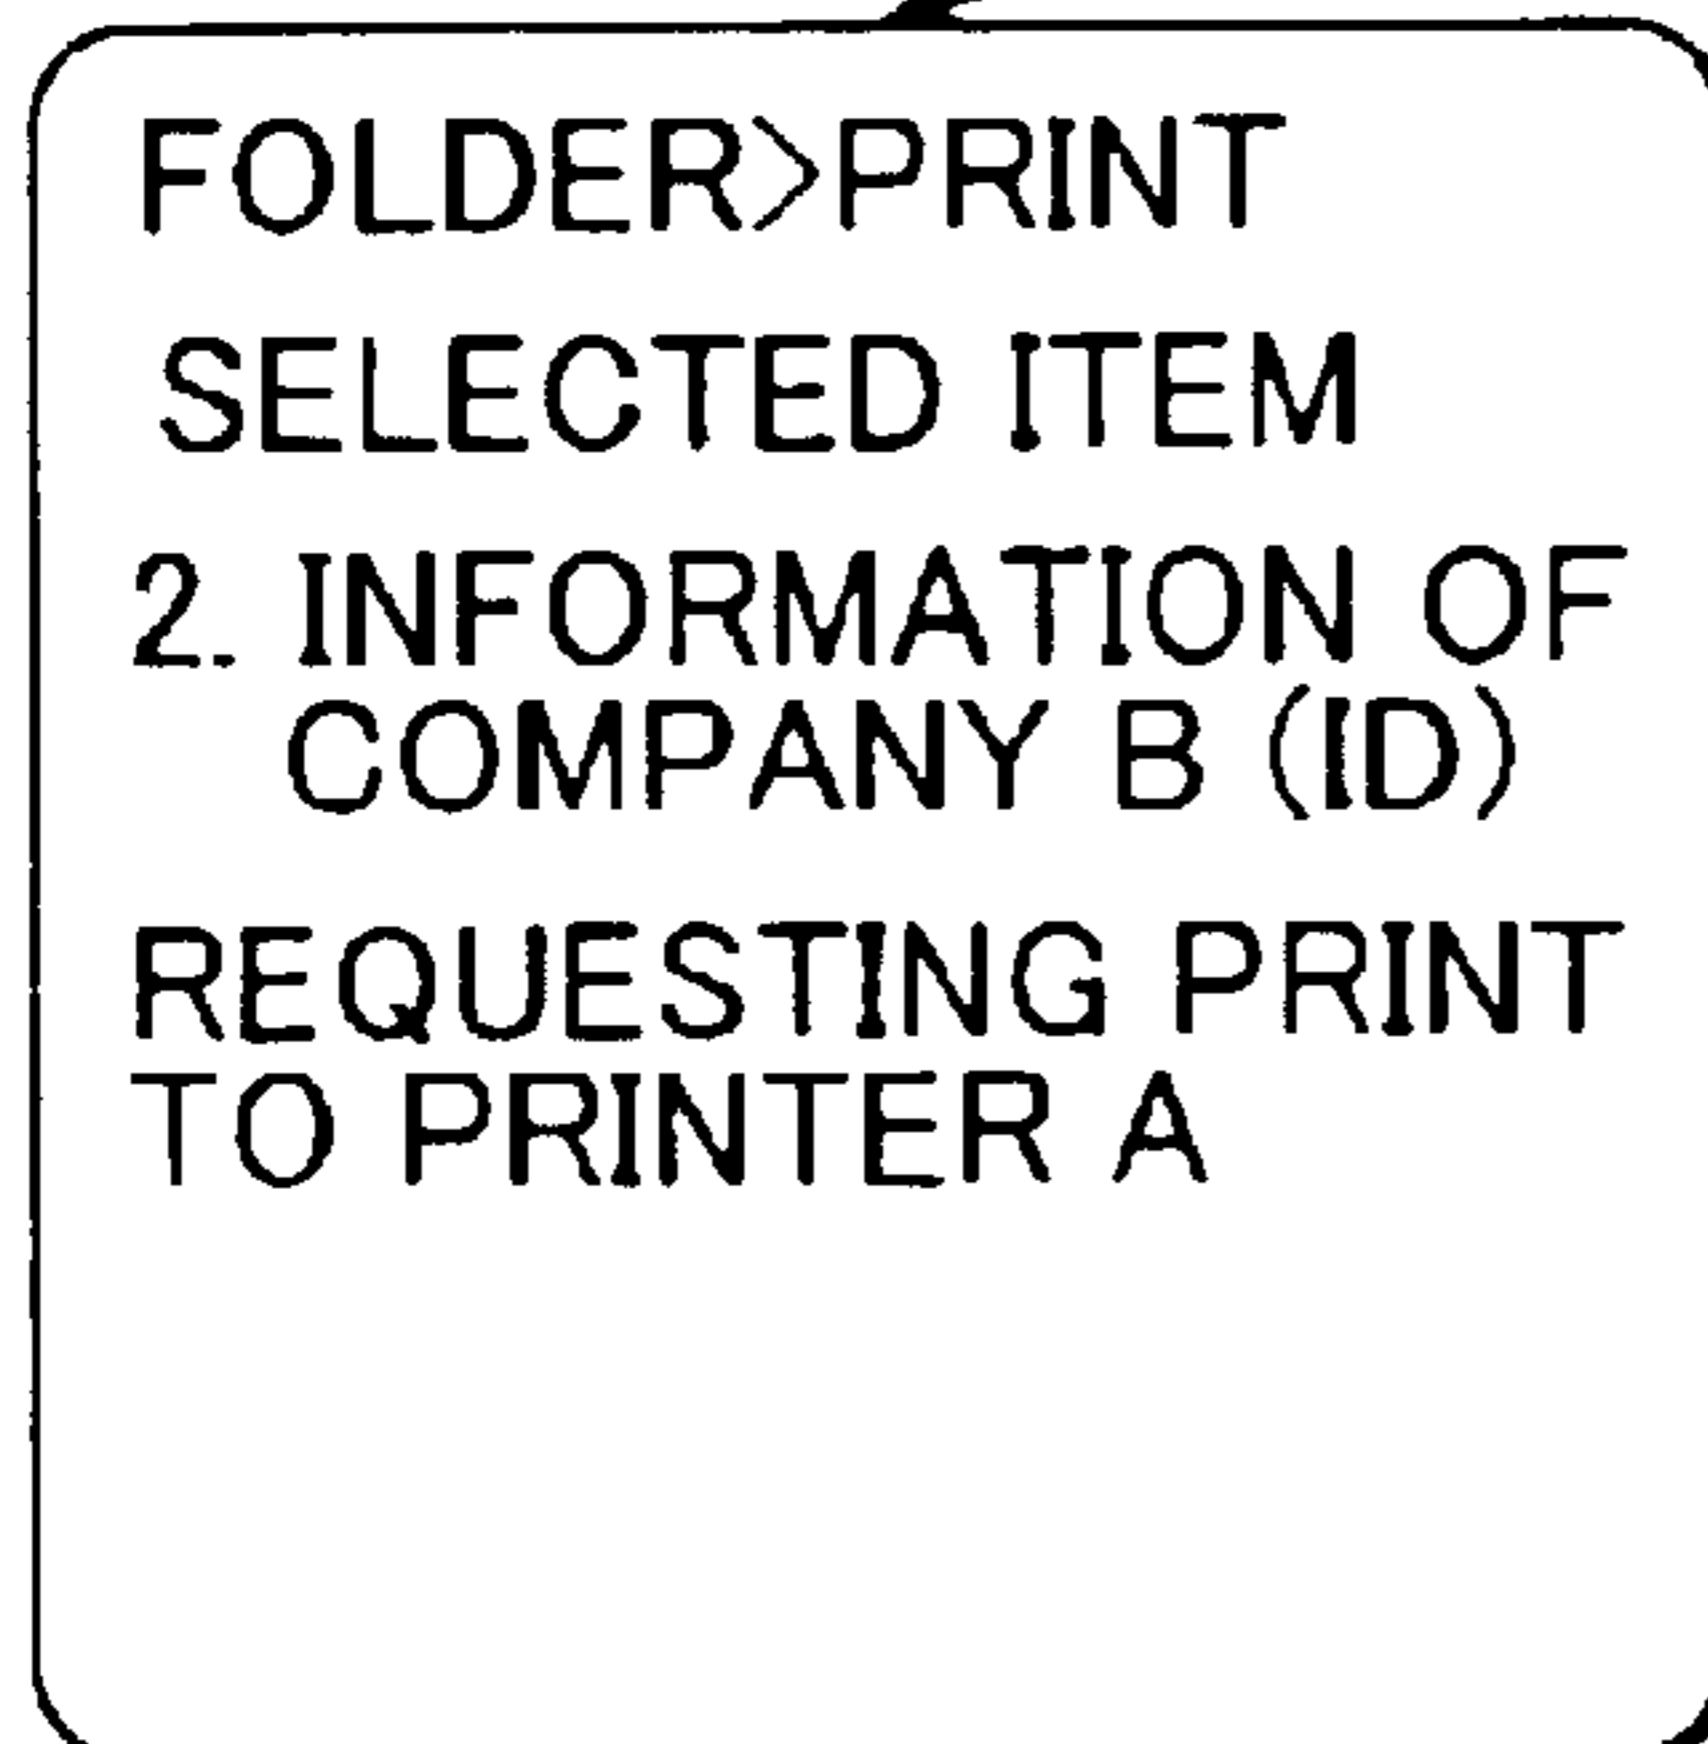 FOLDER>PRINT
SELECTED ITEM
2. INFORMATION OF
COMPANY B (ID)
REQUESTING PRINT
TO PRINTER A